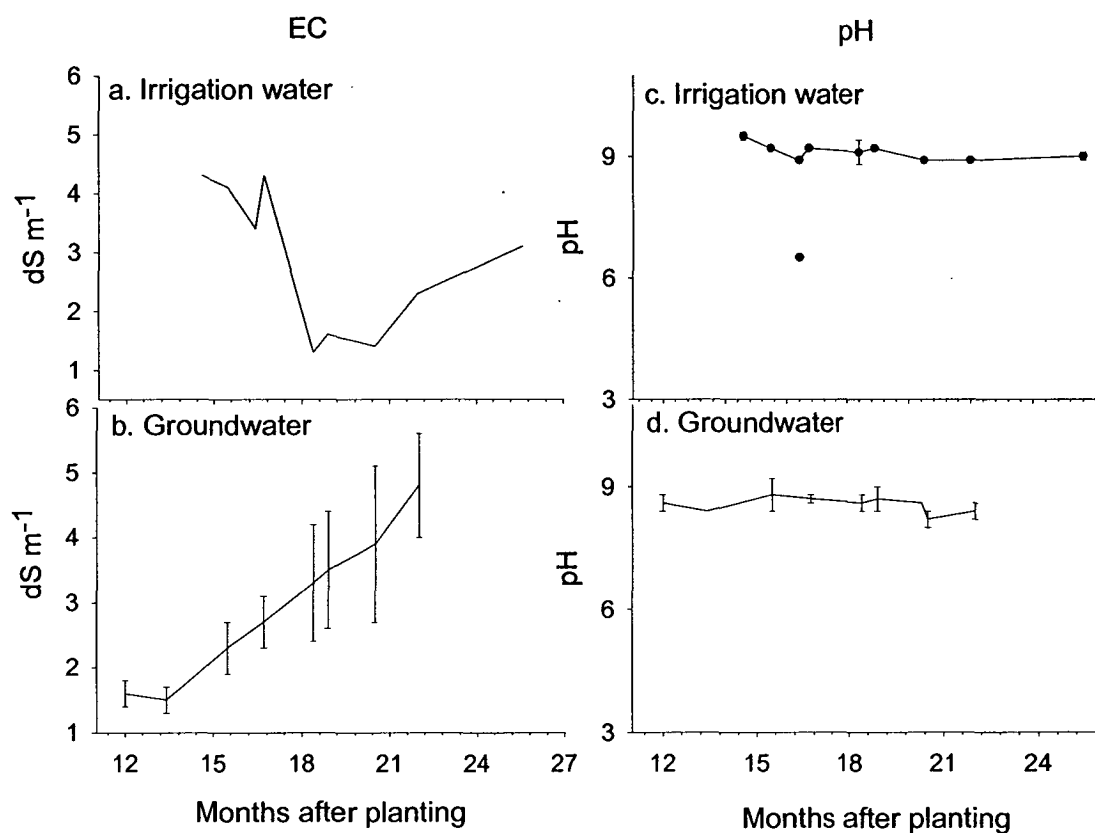 EC
pH
a. Irrigation water
6
5
4
3
2
1
dS m⁻¹
c. Irrigation water
9
6
3
pH
b. Groundwater
6
5
4
3
2
1
dS m⁻¹
12 15 18 21 24 27
Months after planting
d. Groundwater
9
6
3
pH
12 15 18 21 24
Months after planting